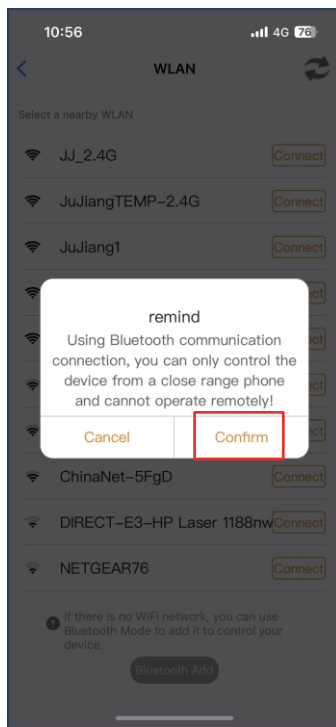 10:56
4G 76
WLAN
Select a nearby WLAN
JJ_2.4G Connect
JuJiangTEMP-2.4G Connect
JuJiang1 Connect
remind
Using Bluetooth communication
connection, you can only control the
device from a close range phone
and cannot operate remotely!
Cancel Confirm
ChinaNet-5FgD Connect
DIRECT-E3-HP Laser 1188nw Connect
NETGEAR76 Connect
If there is no WiFi network, you can use
Bluetooth Mode to add it to control your
device.
Bluetooth Add